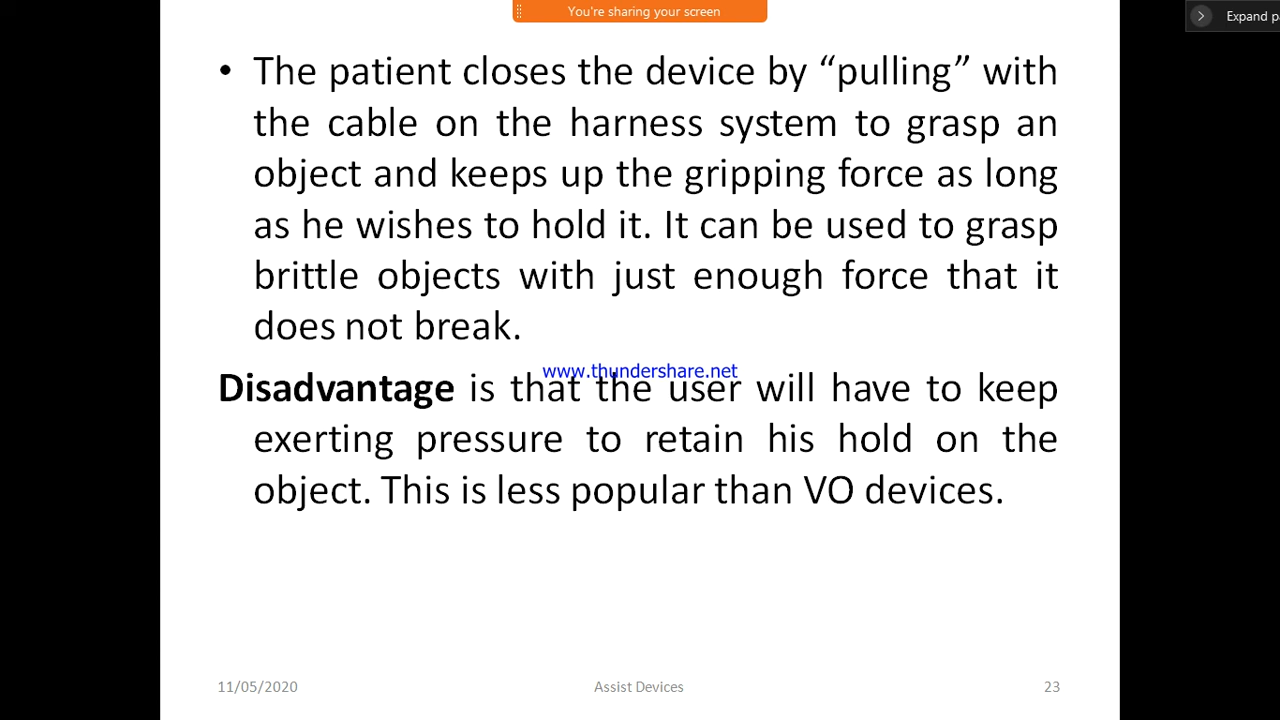 You're sharing your screen
Expand p
• The patient closes the device by “pulling” with
the cable on the harness system to grasp an
object and keeps up the gripping force as long
as he wishes to hold it. It can be used to grasp
brittle objects with just enough force that it
does not break.
www.thundershare.net
Disadvantage is that the user will have to keep
exerting pressure to retain his hold on the
object. This is less popular than VO devices.
11/05/2020
Assist Devices
23